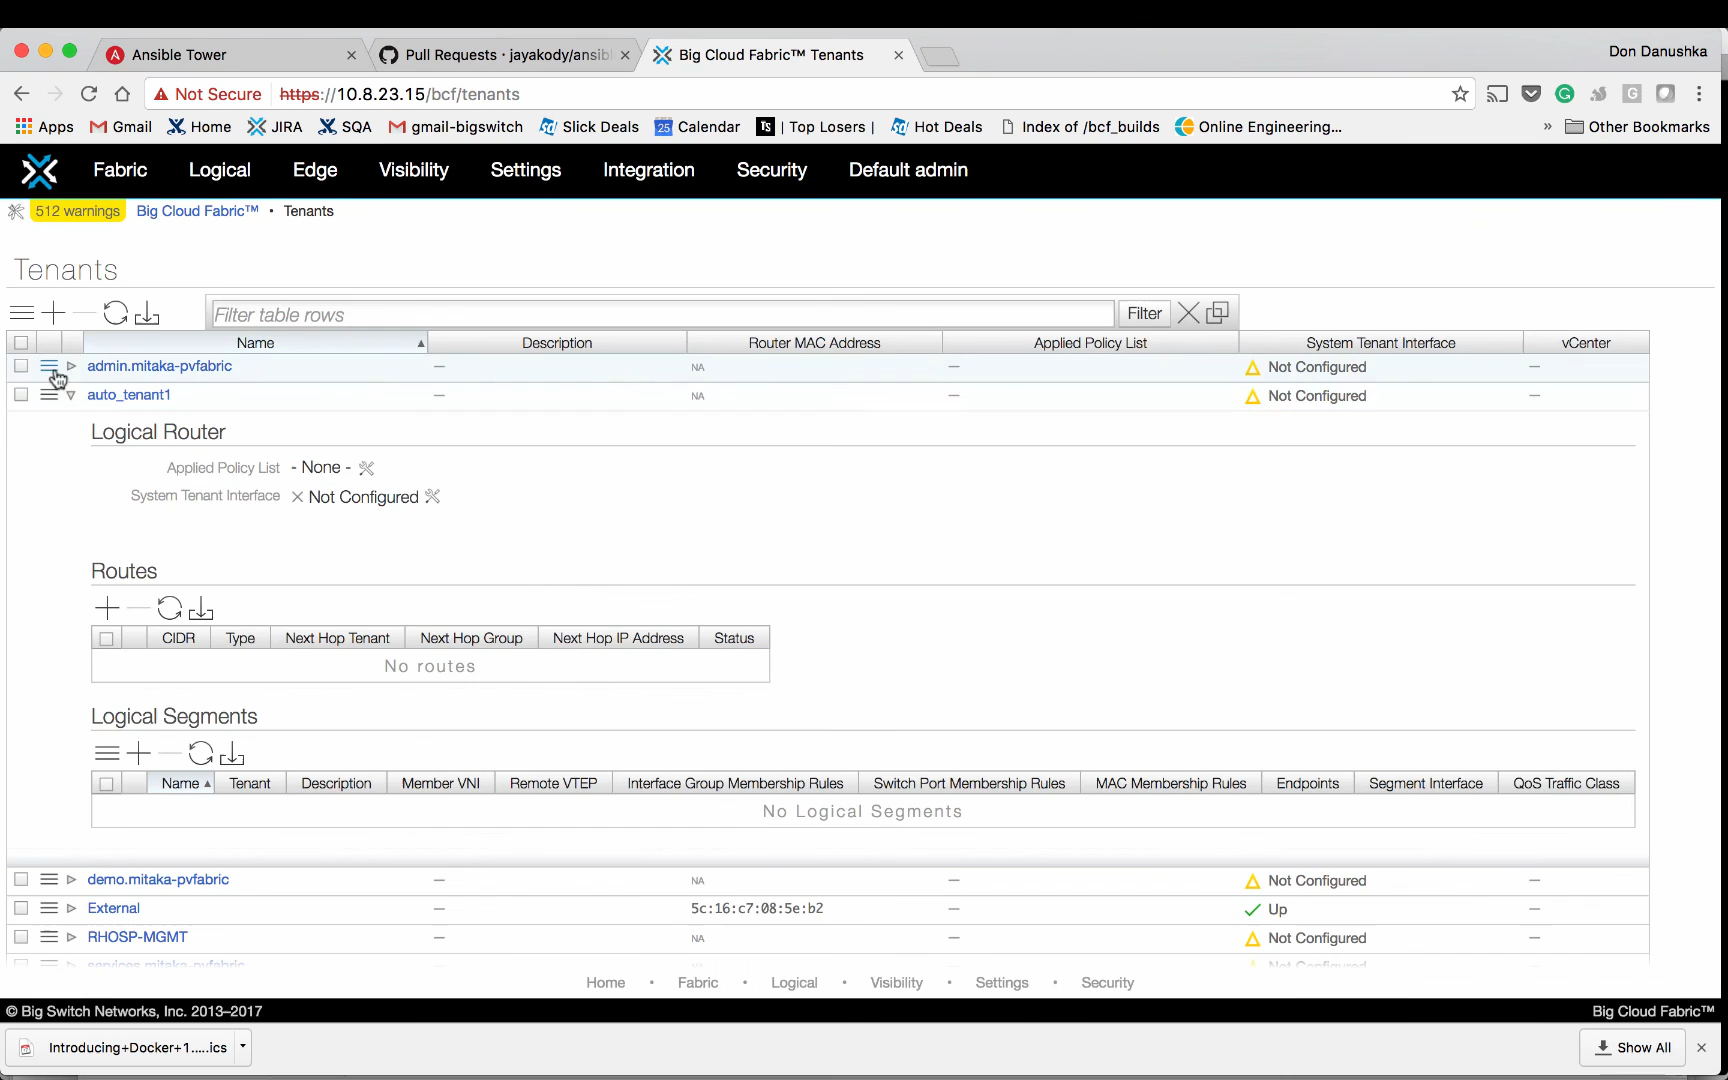 Ansible Tower
Pull Requests · jayakody/ansibl
Big Cloud Fabric™ Tenants
Don Danushka
Not Secure https://10.8.23.15/bcf/tenants
Apps Gmail Home JIRA SQA gmail-bigswitch Slick Deals 25 Calendar Ts | Top Losers | Hot Deals Index of /bcf_builds Online Engineering... » Other Bookmarks
Fabric Logical Edge Visibility Settings Integration Security Default admin
512 warnings Big Cloud Fabric™ • Tenants
Tenants
Filter table rows Filter
Name Description Router MAC Address Applied Policy List System Tenant Interface vCenter
admin.mitaka-pvfabric — NA — Not Configured —
auto_tenant1 — NA — Not Configured —
Logical Router
Applied Policy List - None -
System Tenant Interface × Not Configured
Routes
CIDR Type Next Hop Tenant Next Hop Group Next Hop IP Address Status
No routes
Logical Segments
Name Tenant Description Member VNI Remote VTEP Interface Group Membership Rules Switch Port Membership Rules MAC Membership Rules Endpoints Segment Interface QoS Traffic Class
No Logical Segments
demo.mitaka-pvfabric — NA — Not Configured —
External — 5c:16:c7:08:5e:b2 — Up —
RHOSP-MGMT — NA — Not Configured —
services.mitaka-pvfabric Not Configured
Home • Fabric • Logical • Visibility • Settings • Security
© Big Switch Networks, Inc. 2013–2017 Big Cloud Fabric™
Introducing+Docker+1.....ics Show All